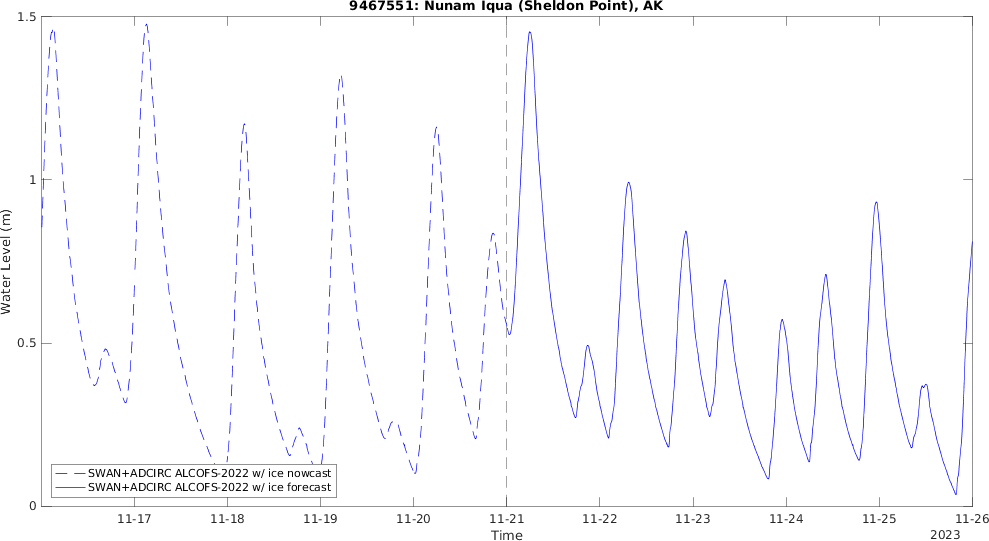 9467551: Nunam Iqua (Sheldon Point), AK
1.5
1
0.5
0
Water Level (m)
SWAN+ADCIRC ALCOFS-2022 w/ ice nowcast
SWAN+ADCIRC ALCOFS-2022 w/ ice forecast
11-17 11-18 11-19 11-20 11-21 11-22 11-23 11-24 11-25 11-26
Time
2023